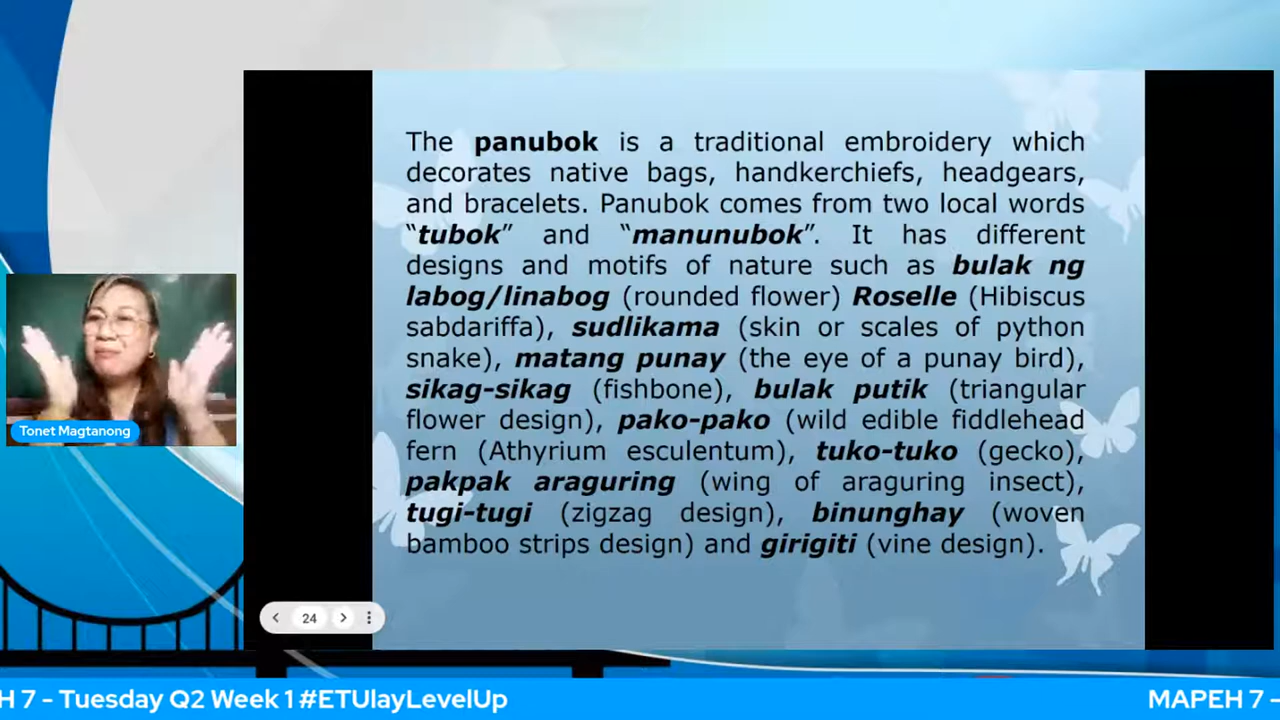 The panubok is a traditional embroidery which
decorates native bags, handkerchiefs, headgears,
and bracelets. Panubok comes from two local words
“tubok” and “manunubok”. It has different
designs and motifs of nature such as bulak ng
labog/linabog (rounded flower) Roselle (Hibiscus
sabdariffa), sudlikama (skin or scales of python
snake), matang punay (the eye of a punay bird),
sikag-sikag (fishbone), bulak putik (triangular
flower design), pako-pako (wild edible fiddlehead
fern (Athyrium esculentum), tuko-tuko (gecko),
pakpak araguring (wing of araguring insect),
tugi-tugi (zigzag design), binunghay (woven
bamboo strips design) and girigiti (vine design).
Tonet Magtanong
24
H 7 - Tuesday Q2 Week 1 #ETUlayLevelUp
MAPEH 7 -